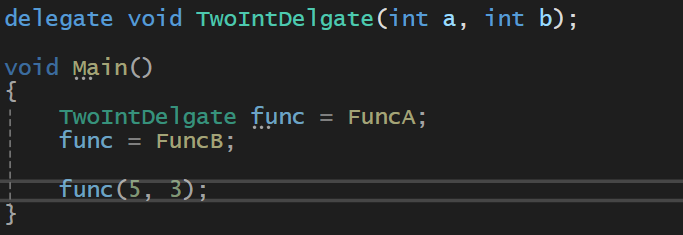 delegate void TwoIntDelgate(int a, int b);
void Main()
{
TwoIntDelgate func = FuncA;
func = FuncB;
func(5, 3);
}